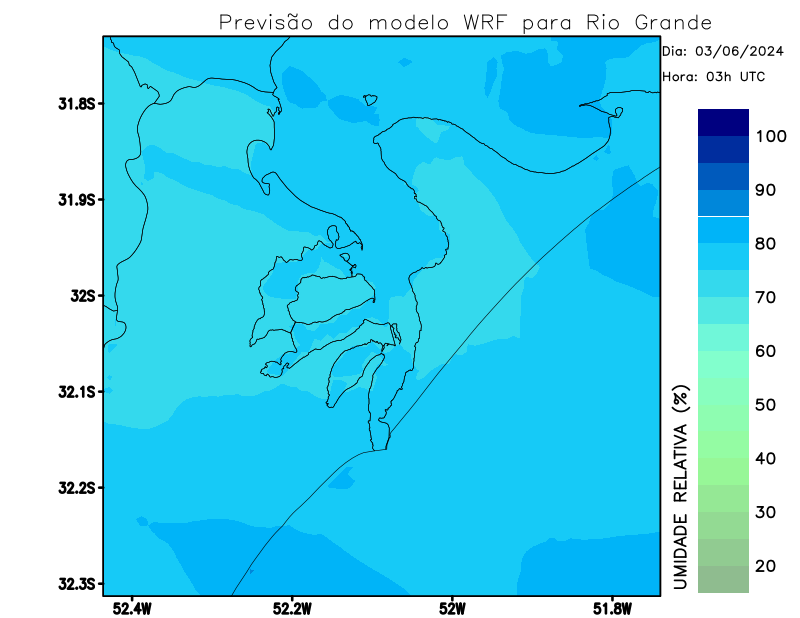 Previsão do modelo WRF para Rio Grande
Dia: 03/06/2024
Hora: 03h UTC
31.8S
31.9S
32S
32.1S
32.2S
32.3S
52.4W
52.2W
52W
51.8W
100
90
80
70
60
50
40
30
20
UMIDADE RELATIVA (%)